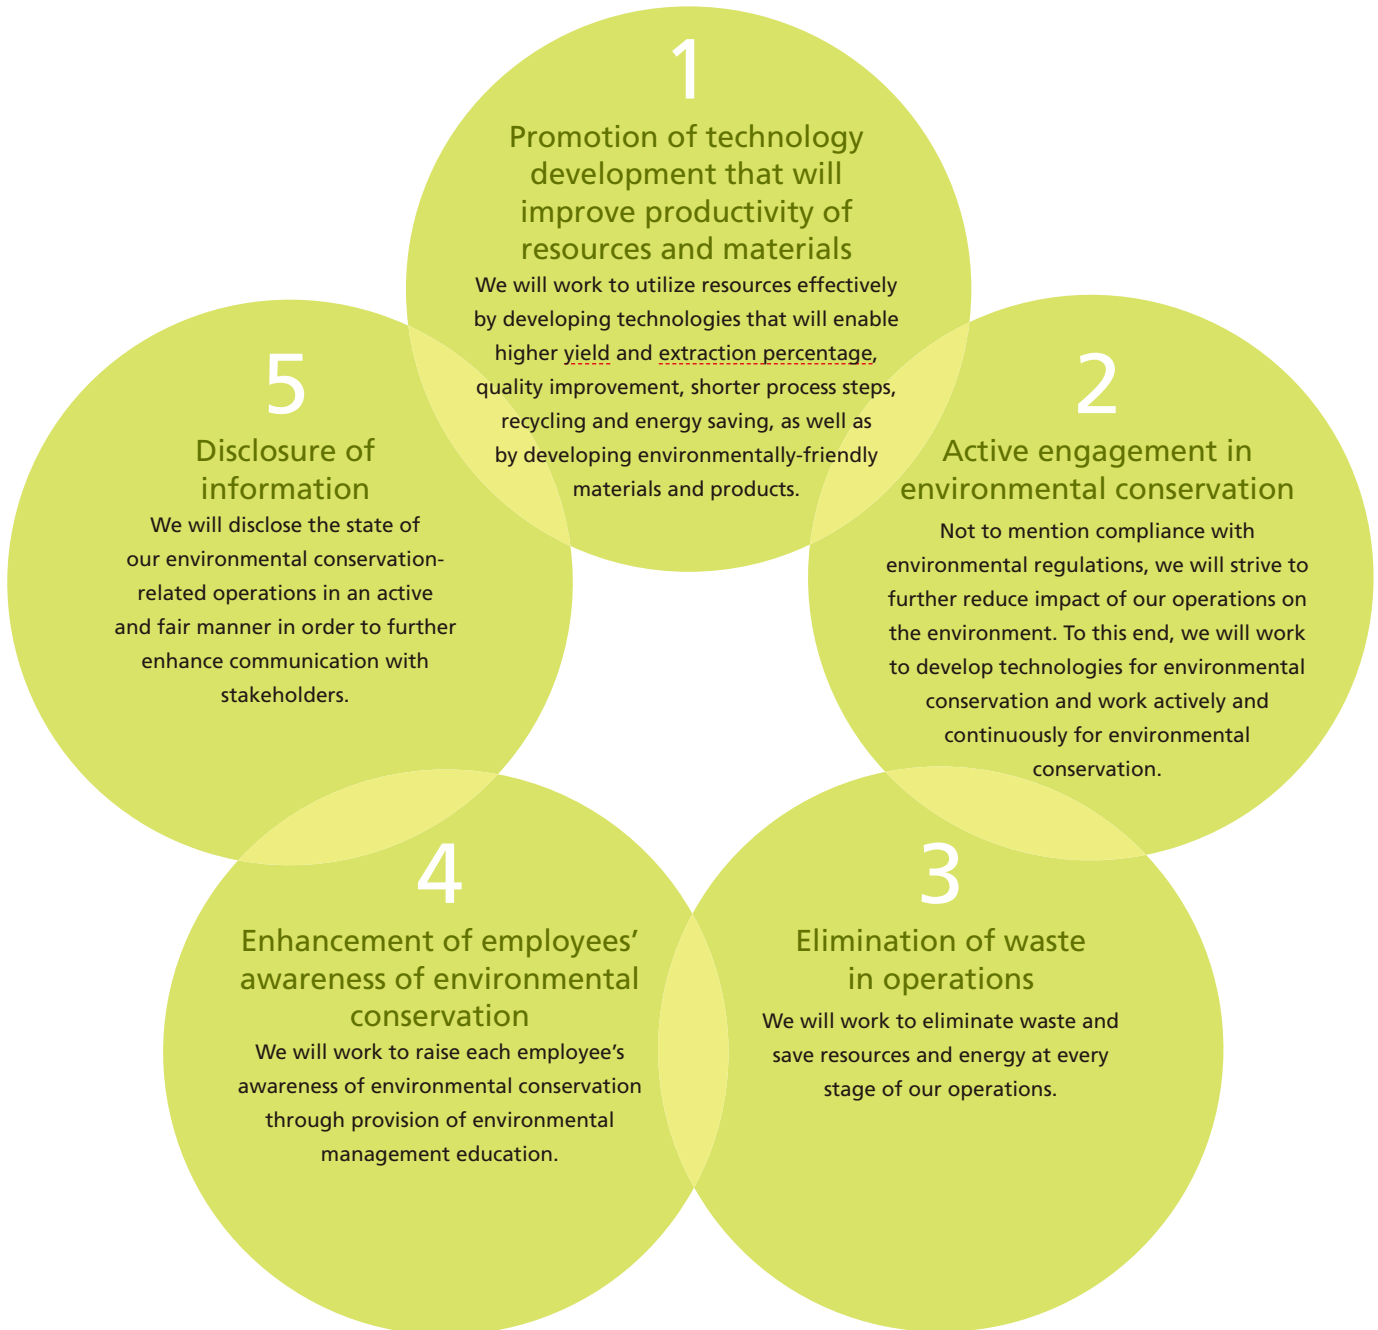 1
Promotion of technology
development that will
improve productivity of
resources and materials
We will work to utilize resources effectively
by developing technologies that will enable
higher yield and extraction percentage,
quality improvement, shorter process steps,
recycling and energy saving, as well as
by developing environmentally-friendly
materials and products.
2
Active engagement in
environmental conservation
Not to mention compliance with
environmental regulations, we will strive to
further reduce impact of our operations on
the environment. To this end, we will work
to develop technologies for environmental
conservation and work actively and
continuously for environmental
conservation.
3
Elimination of waste
in operations
We will work to eliminate waste and
save resources and energy at every
stage of our operations.
4
Enhancement of employees’
awareness of environmental
conservation
We will work to raise each employee’s
awareness of environmental conservation
through provision of environmental
management education.
5
Disclosure of
information
We will disclose the state of
our environmental conservation-
related operations in an active
and fair manner in order to further
enhance communication with
stakeholders.